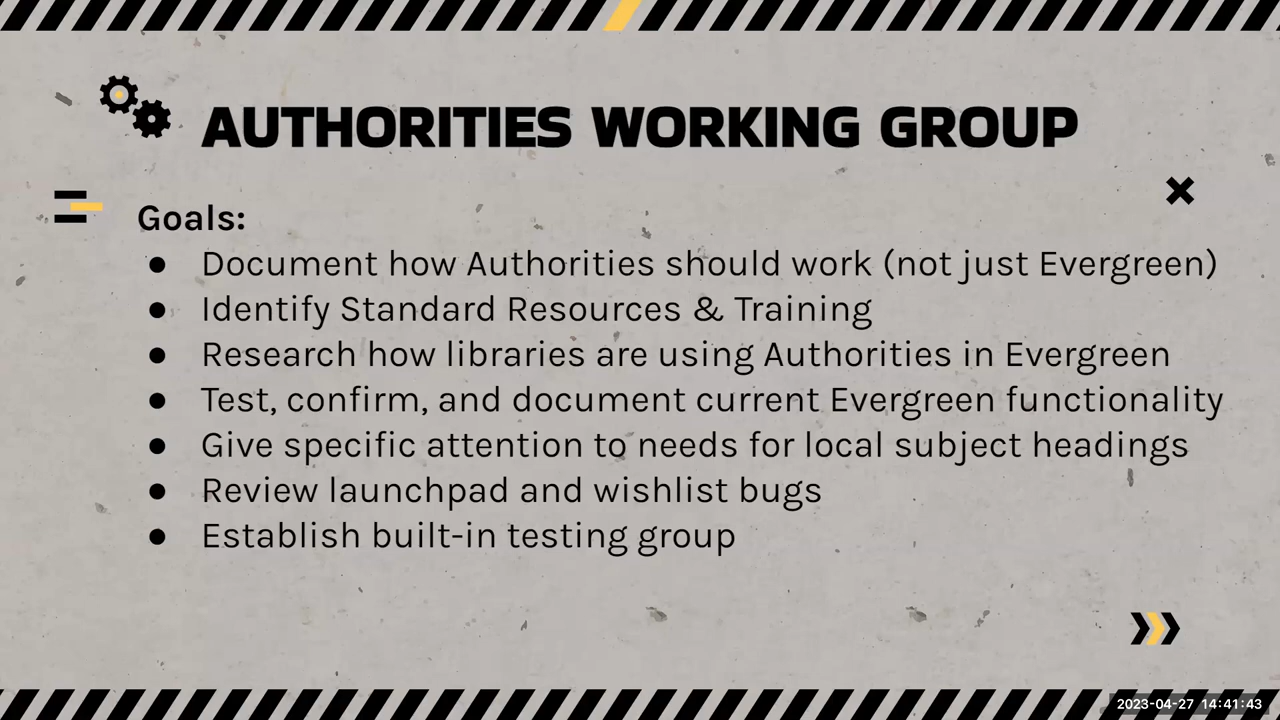 AUTHORITIES WORKING GROUP
Goals:
● Document how Authorities should work (not just Evergreen)
● Identify Standard Resources & Training
● Research how libraries are using Authorities in Evergreen
● Test, confirm, and document current Evergreen functionality
● Give specific attention to needs for local subject headings
● Review launchpad and wishlist bugs
● Establish built-in testing group
2023-04-27 14:41:43